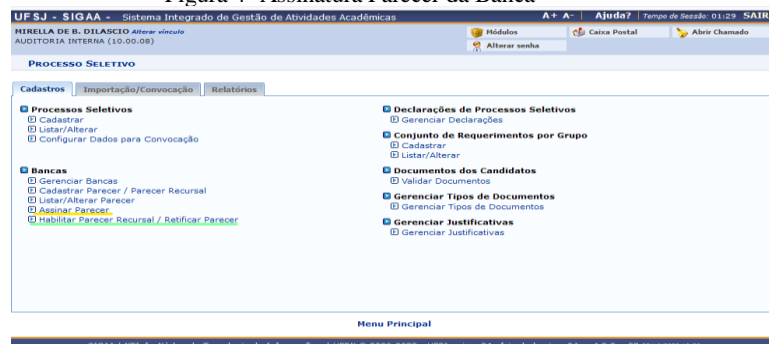 Figura 4- Assinatura Parecer da Banca
UFSJ - SIGAA - Sistema Integrado de Gestão de Atividades Acadêmicas A+ A- | Ajuda? | Tempo de Sessão: 01:29 SAIR
MIRELLA DE B. DILASCIO Alterar vínculo
AUDITORIA INTERNA (10.00.08)
Módulos Caixa Postal Abrir Chamado
Alterar senha
PROCESSO SELETIVO
Cadastros Importação/Convocação Relatórios
Processos Seletivos
Cadastrar
Listar/Alterar
Configurar Dados para Convocação
Bancas
Gerenciar Bancas
Cadastrar Parecer / Parecer Recursal
Listar/Alterar Parecer
Assinar Parecer
Habilitar Parecer Recursal / Retificar Parecer
Declarações de Processos Seletivos
Gerenciar Declarações
Conjunto de Requerimentos por Grupo
Cadastrar
Listar/Alterar
Documentos dos Candidatos
Validar Documentos
Gerenciar Tipos de Documentos
Gerenciar Tipos de Documentos
Gerenciar Justificativas
Gerenciar Justificativas
Menu Principal